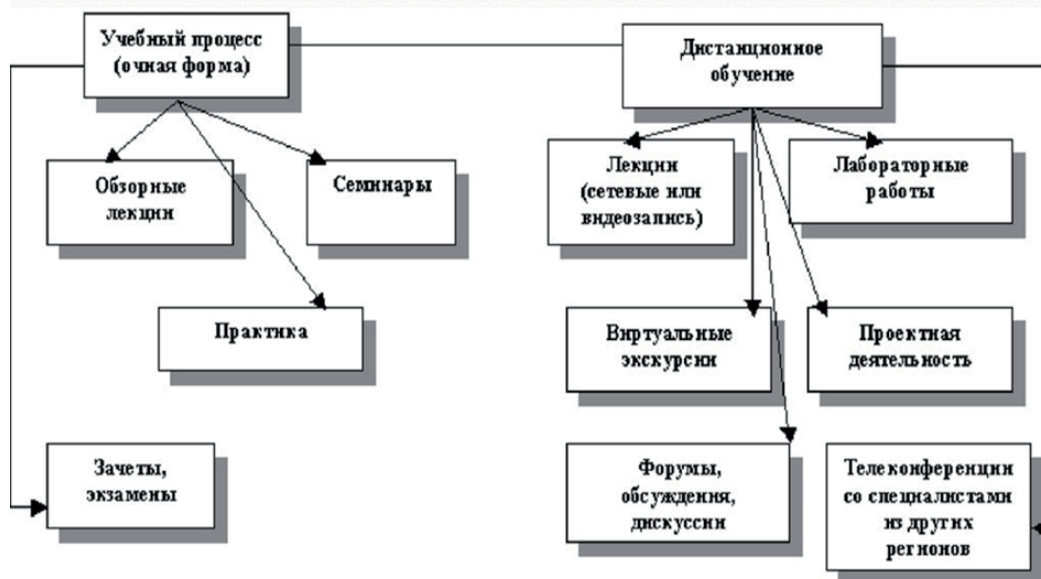 Учебный процесс
(очная форма)
Дистанционное
обучение
Обзорные
лекции
Семинары
Лекции
(сетевые или
видеозапись)
Лабораторные
работы
Практика
Виртуальные
экскурсии
Проектная
деятельность
Зачеты,
экзамены
Форумы,
обсуждения,
дискуссии
Телеконференции
со специалистами
из других
регионов